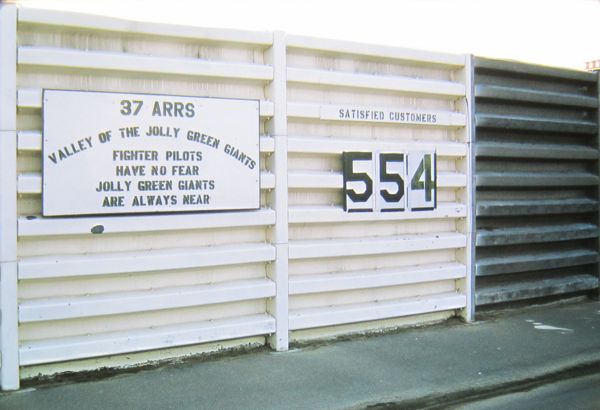 37 ARRS
VALLEY OF THE JOLLY GREEN GIANTS
FIGHTER PILOTS
HAVE NO FEAR
JOLLY GREEN GIANTS
ARE ALWAYS NEAR
SATISFIED CUSTOMERS
554